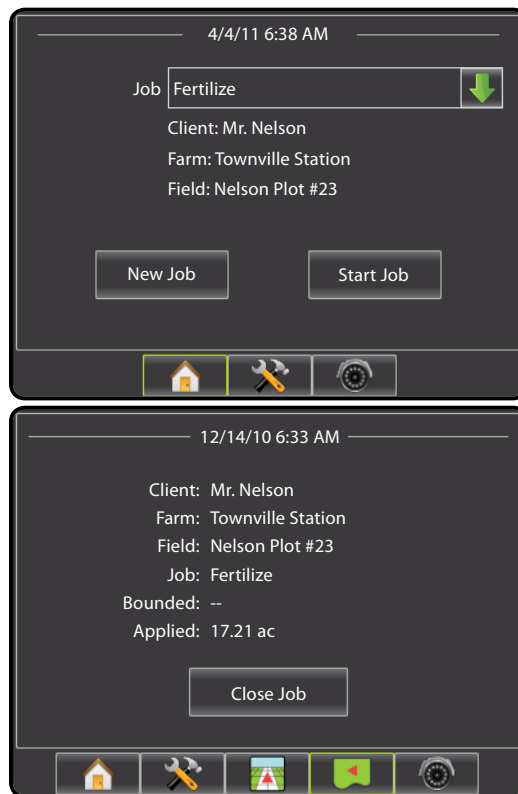 4/4/11 6:38 AM
Job Fertilize
Client: Mr. Nelson
Farm: Townville Station
Field: Nelson Plot #23
New Job Start Job
12/14/10 6:33 AM
Client: Mr. Nelson
Farm: Townville Station
Field: Nelson Plot #23
Job: Fertilize
Bounded: --
Applied: 17.21 ac
Close Job